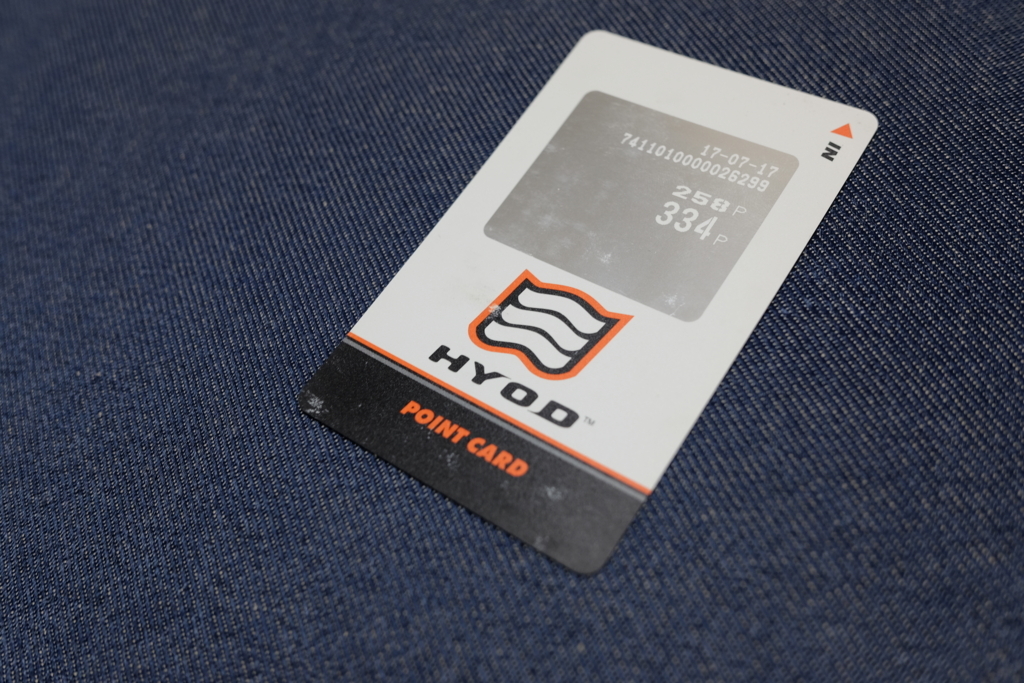 IN
17-07-17
7411010000026299
258P
334P
HYOD™
POINT CARD